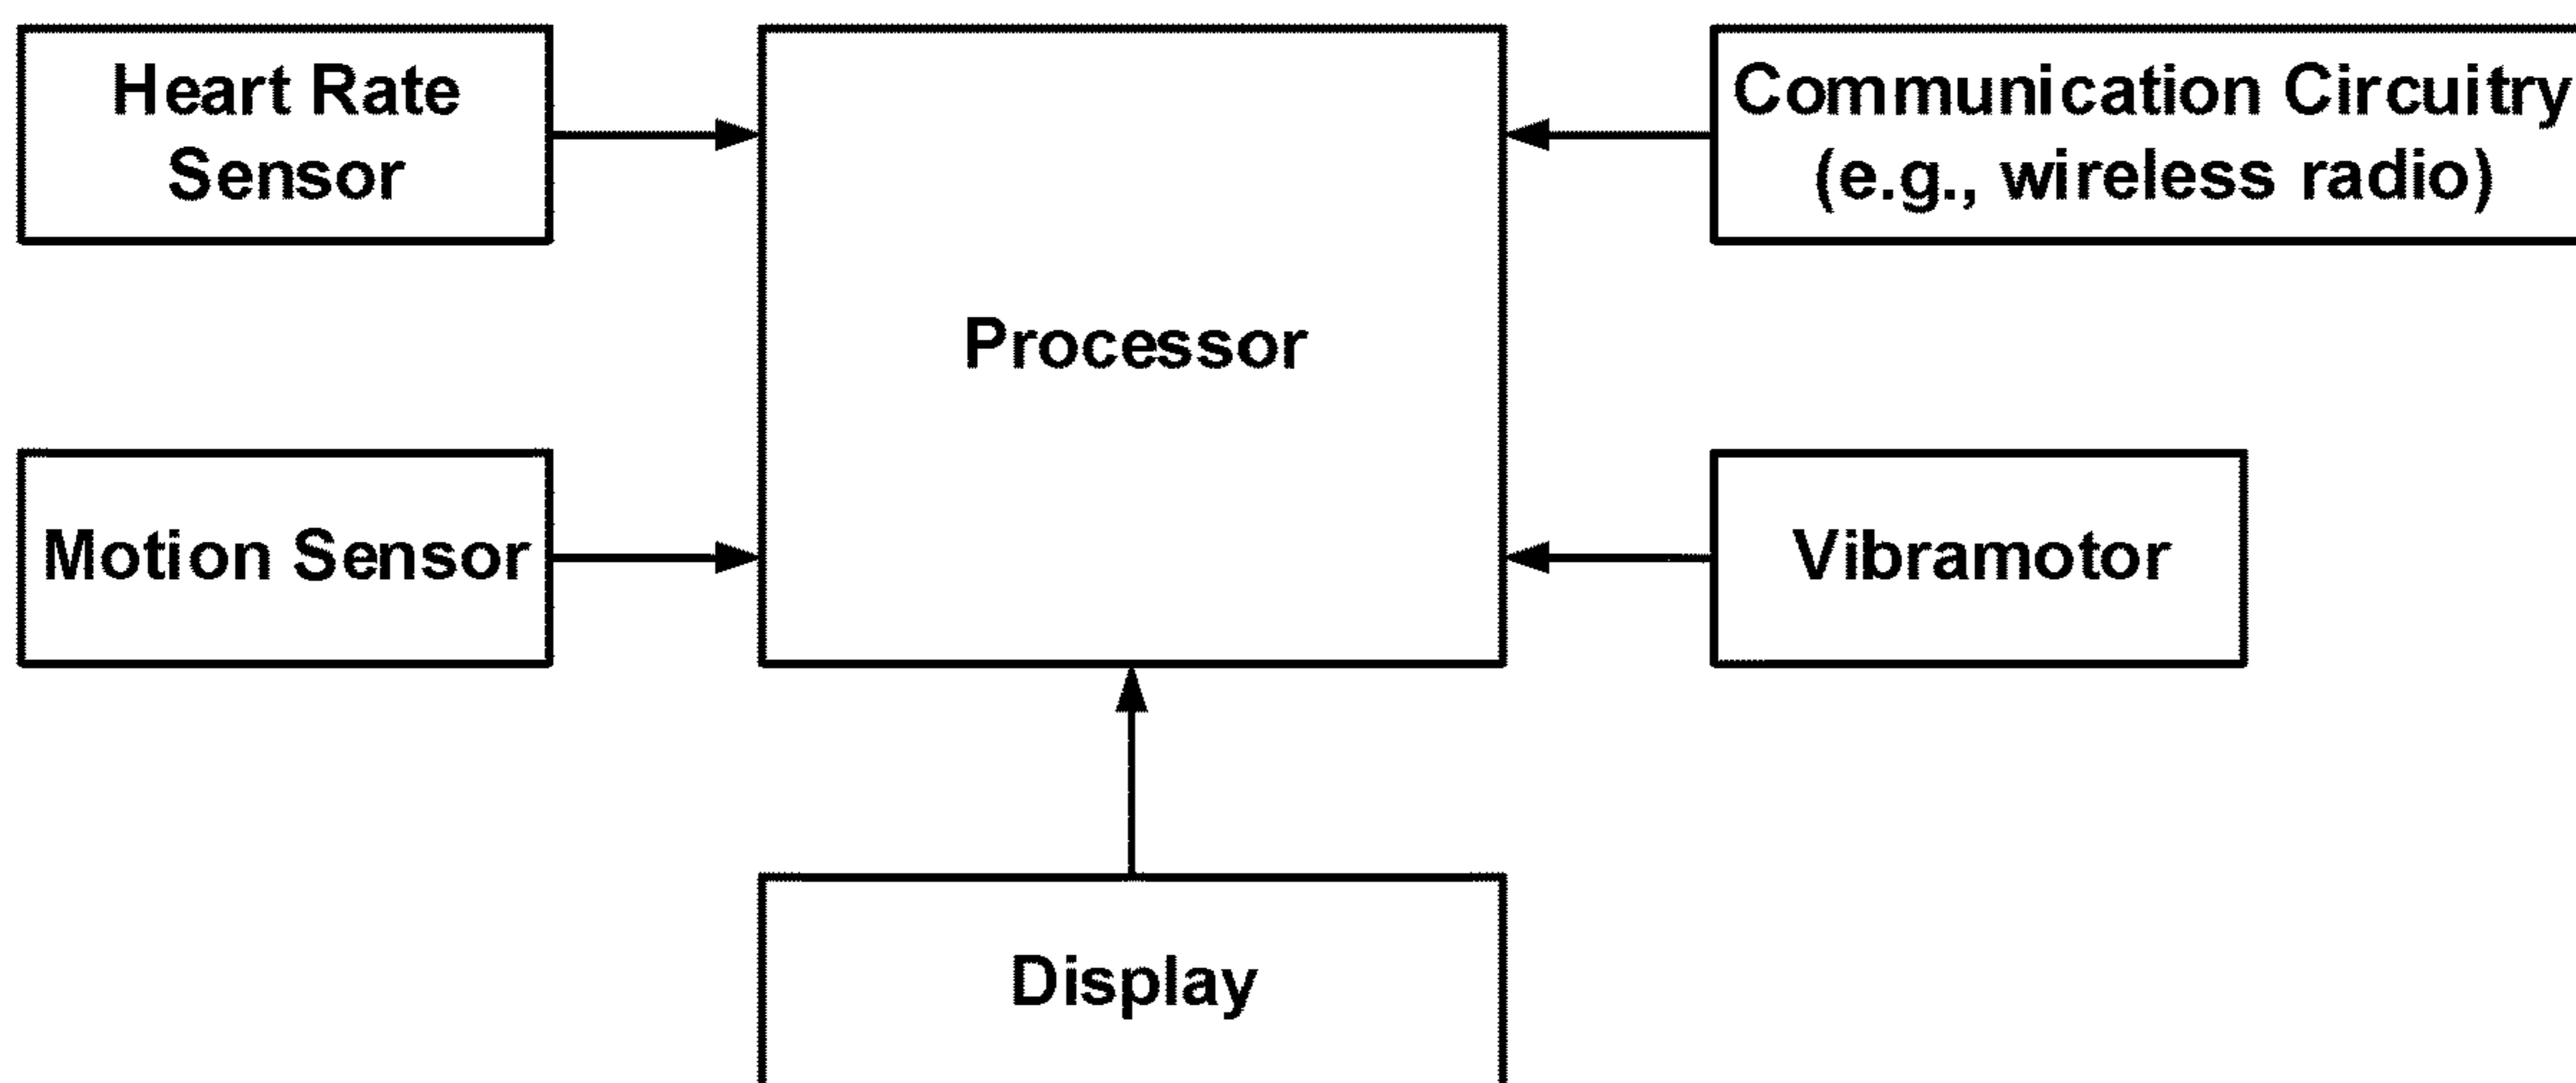 Heart Rate
Sensor
Processor
Communication Circuitry
(e.g., wireless radio)
Motion Sensor
Vibramotor
Display